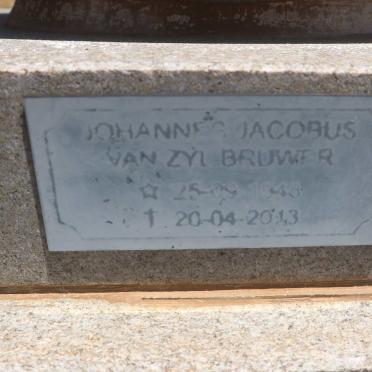 JOHANNES JACOBUS
VAN ZYL BRUWER
☆
† 20-04-2013